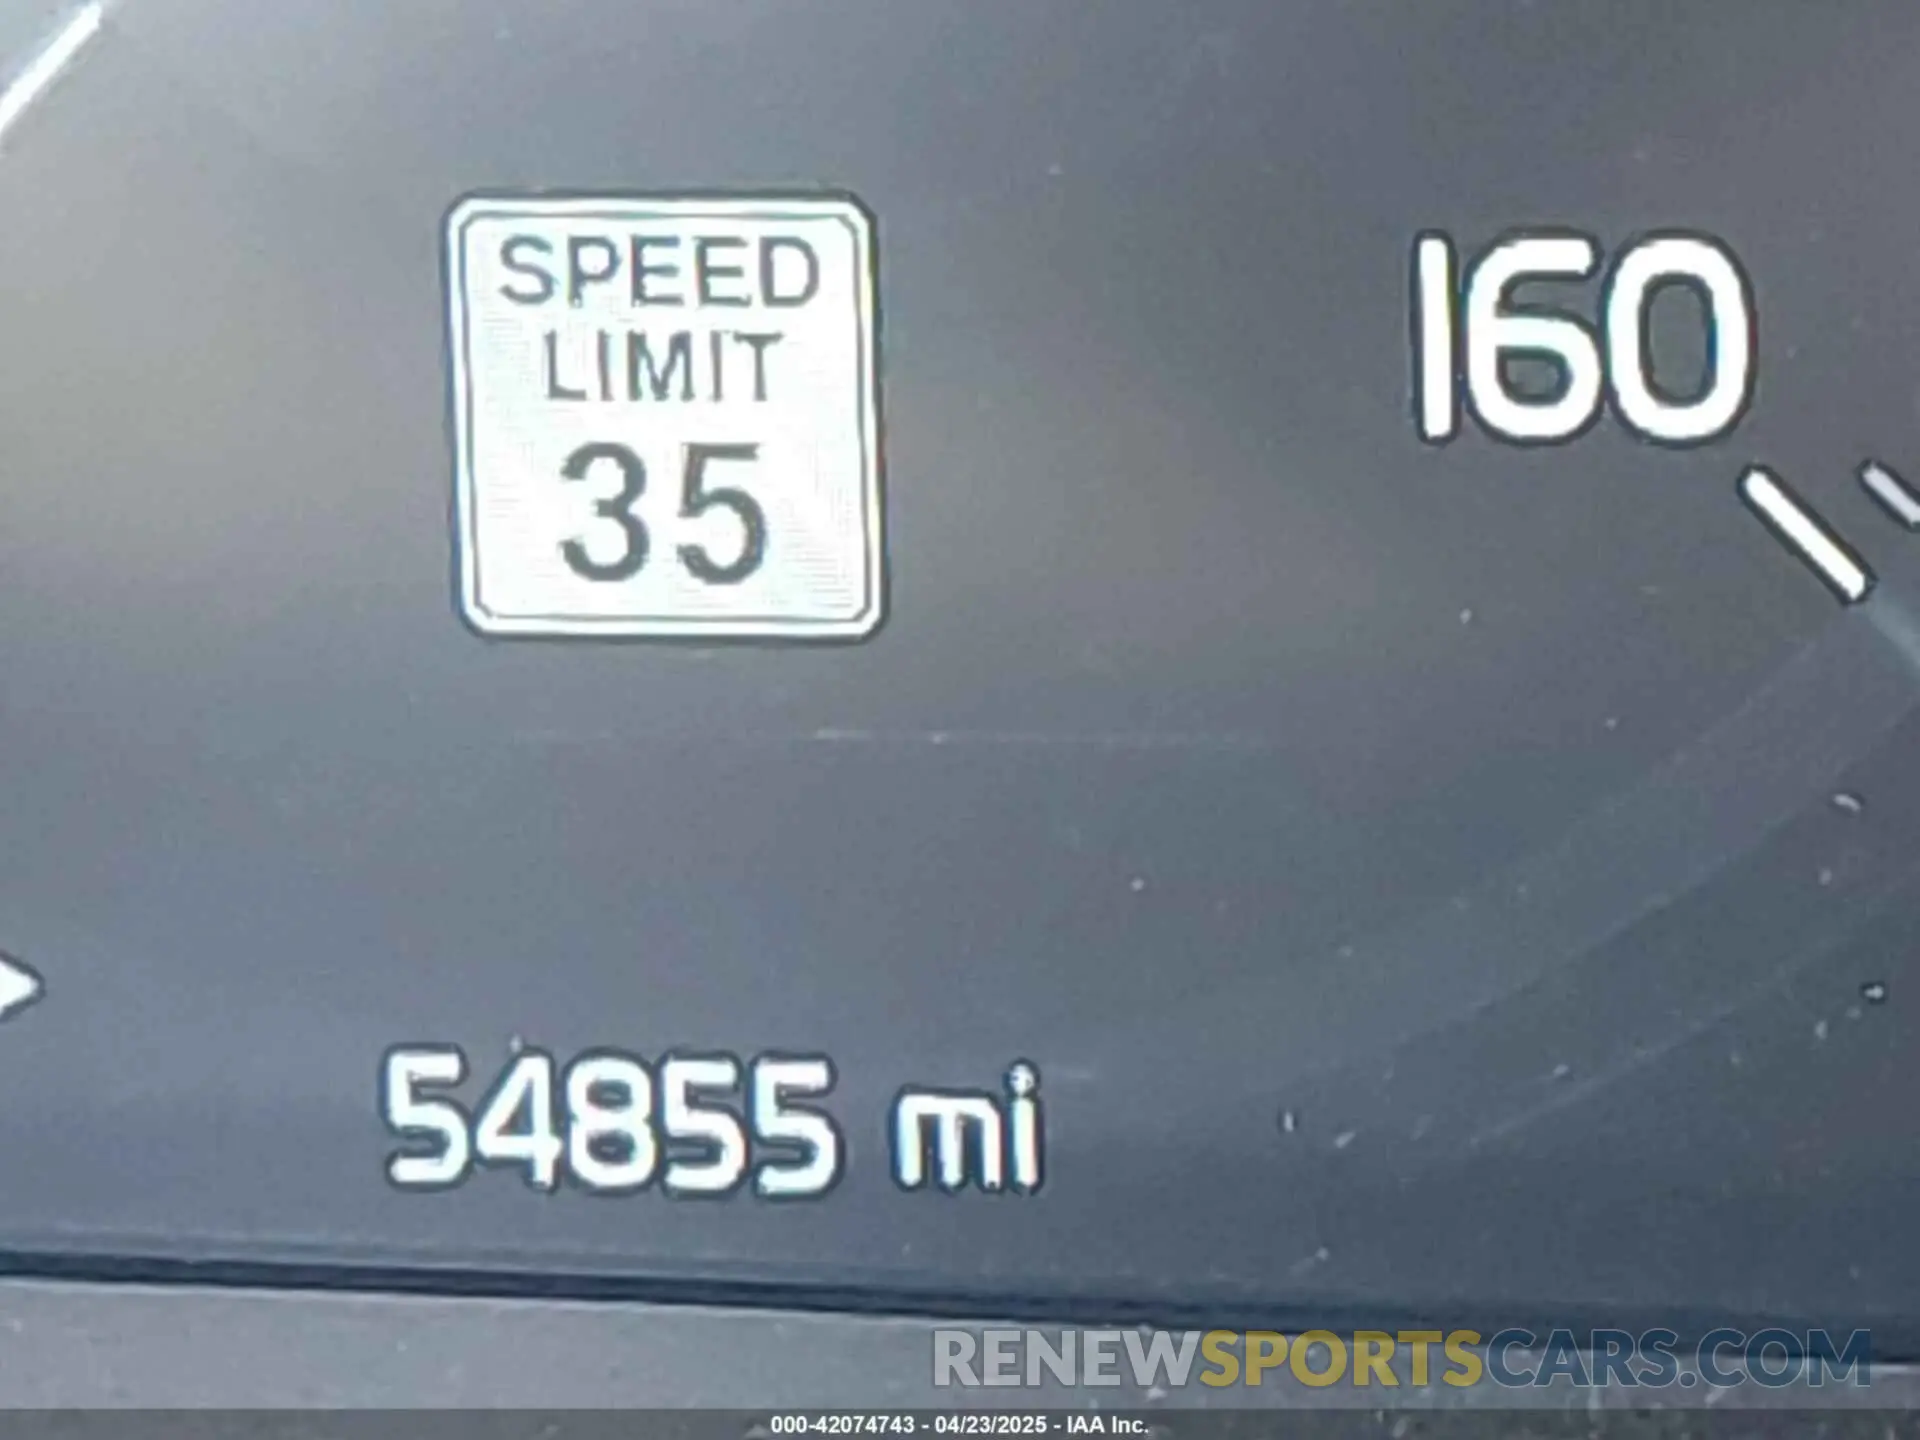 SPEED
LIMIT
35
160
54855 mi
RENEWSPORTSCARS.COM
000-42074743 - 04/23/2025 - IAA Inc.